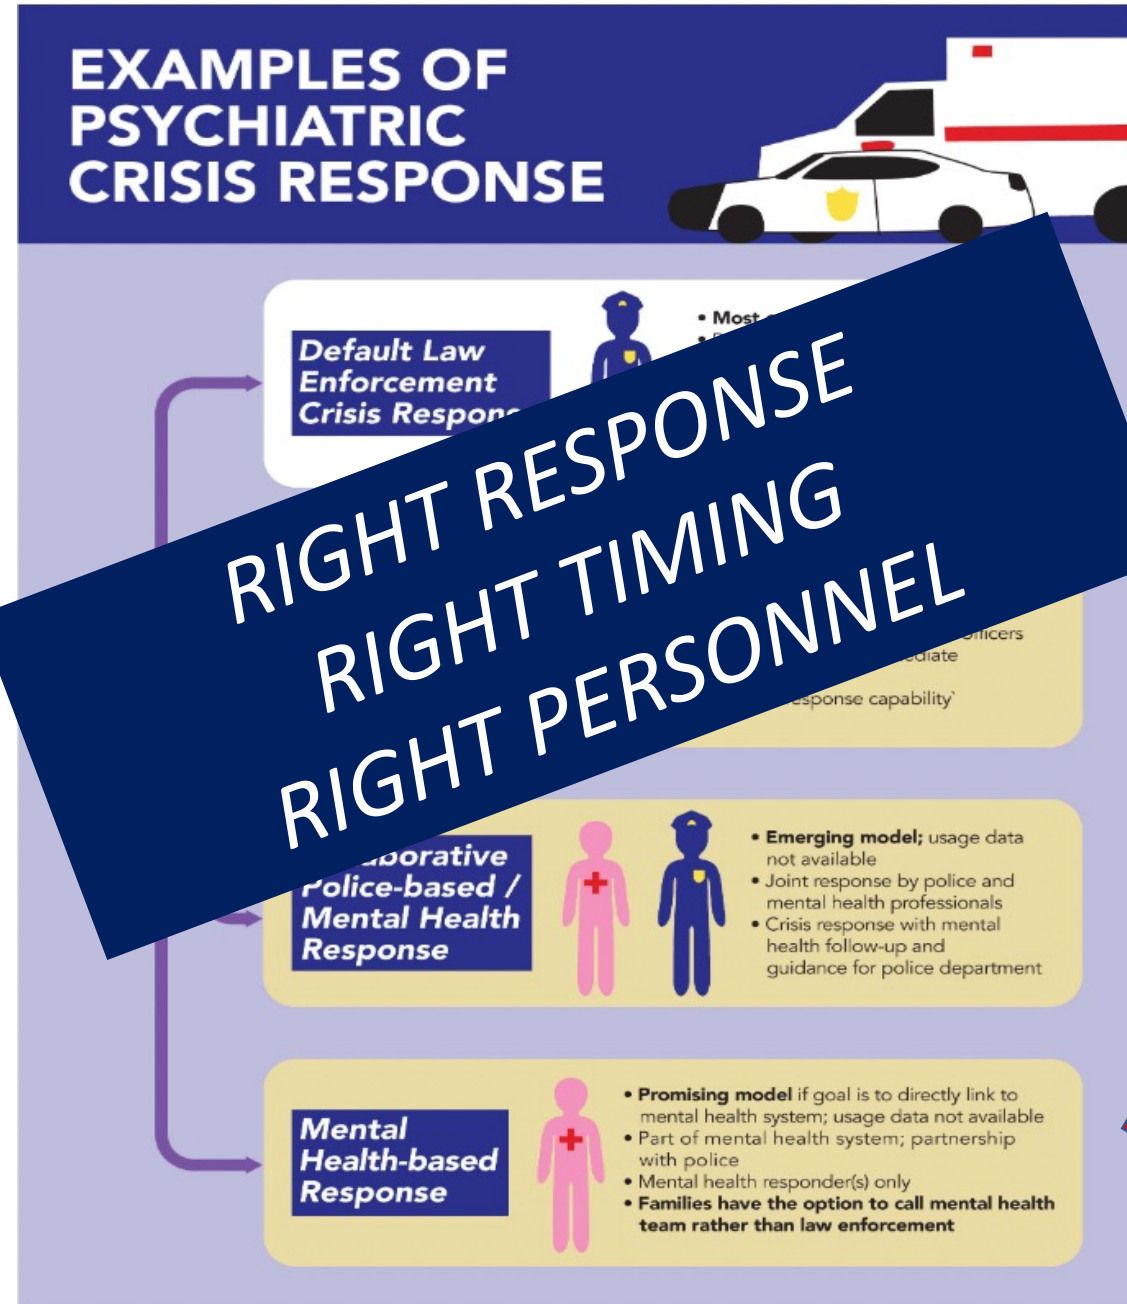 EXAMPLES OF
PSYCHIATRIC
CRISIS RESPONSE
Default Law
Enforcement
Crisis
• Most
RIGHT RESPONSE
RIGHT TIMING
RIGHT PERSONNEL
response capability`
Police-based /
Mental Health
Response
• Emerging model; usage data
not available
• Joint response by police and
mental health professionals
• Crisis response with mental
health follow-up and
guidance for police department
Mental
Health-based
Response
• Promising model if goal is to directly link to
mental health system; usage data not available
• Part of mental health system; partnership
with police
• Mental health responder(s) only
• Families have the option to call mental health
team rather than law enforcement